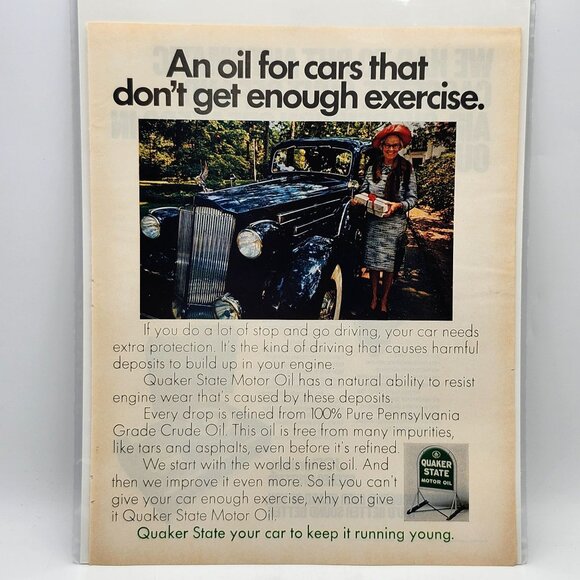 An oil for cars that
don't get enough exercise.
If you do a lot of stop and go driving, your car needs
extra protection. It's the kind of driving that causes harmful
deposits to build up in your engine.
Quaker State Motor Oil has a natural ability to resist
engine wear that's caused by these deposits.
Every drop is refined from 100% Pure Pennsylvania
Grade Crude Oil. This oil is free from many impurities,
like tars and asphalts, even before it's refined.
We start with the world's finest oil. And
then we improve it even more. So if you can't
give your car enough exercise, why not give
it Quaker State Motor Oil.
Quaker State your car to keep it running young.
QUAKER
STATE
MOTOR OIL